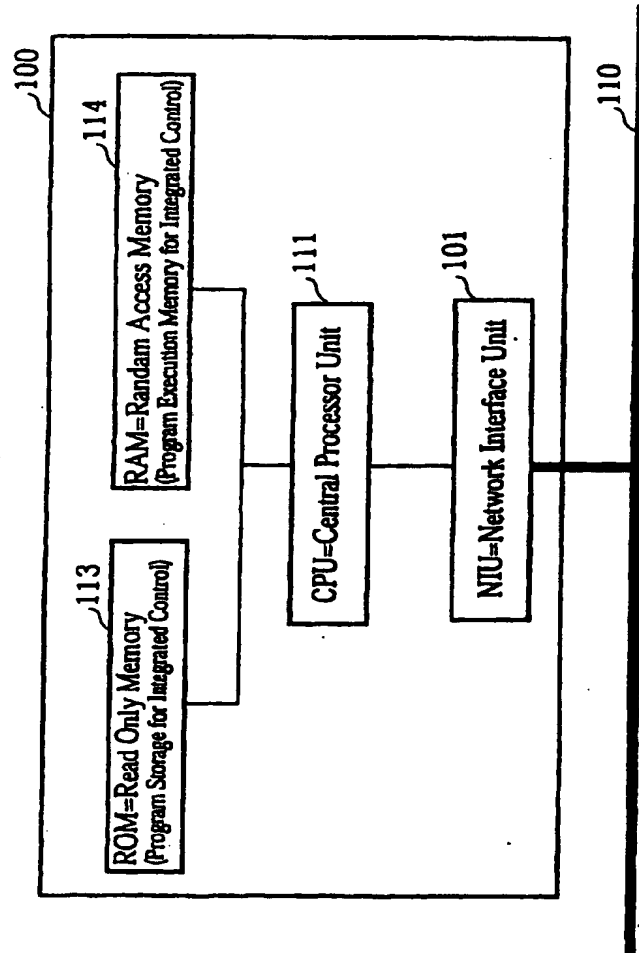 100
113
ROM=Read Only Memory
(Program Storage for Integrated Control)
114
RAM=Randam Access Memory
(Program Execution Memory for Integrated Control)
111
CPU=Central Processor Unit
101
NIU=Network Interface Unit
110